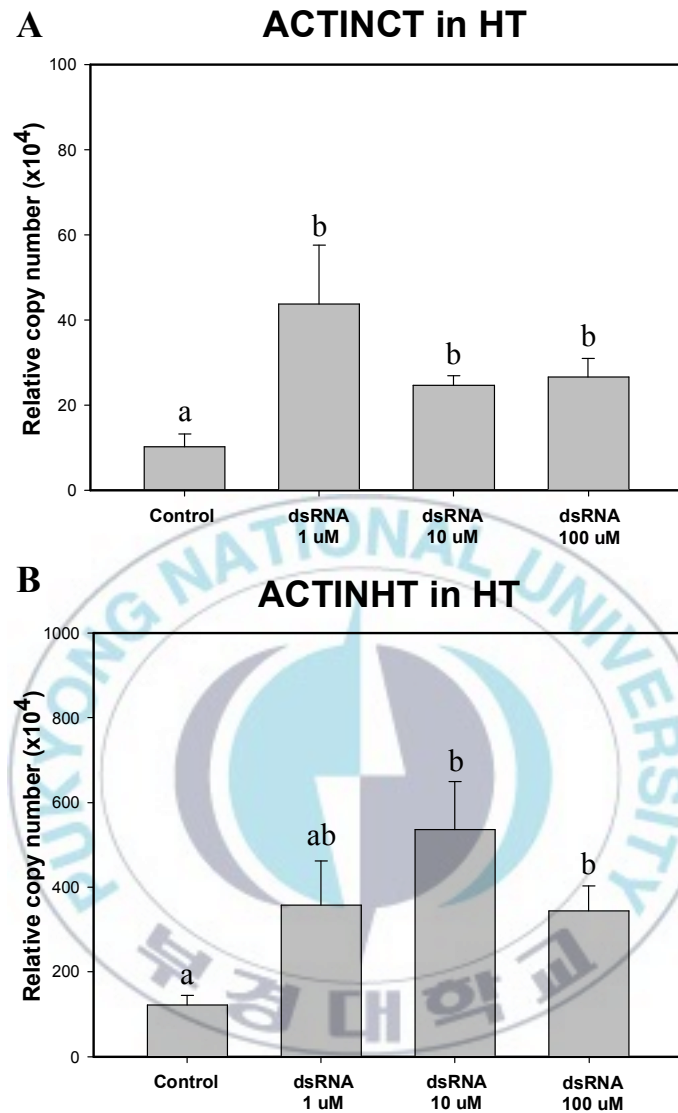 A
ACTINCT in HT
Relative copy number (x10⁴)
100
80
60
40
20
0
a
b
b
b
Control
dsRNA
1 uM
dsRNA
10 uM
dsRNA
100 uM
B
ACTINHT in HT
Relative copy number (x10⁴)
1000
800
600
400
200
0
a
ab
b
b
Control
dsRNA
1 uM
dsRNA
10 uM
dsRNA
100 uM
PUKYONG NATIONAL UNIVERSITY
부경대학교